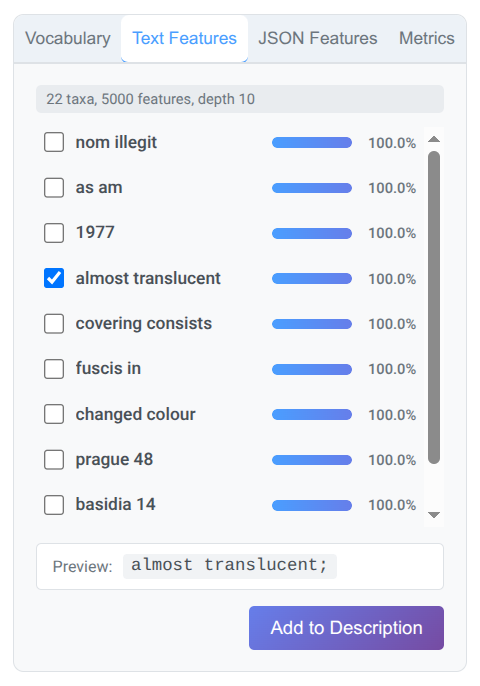 Vocabulary Text Features JSON Features Metrics
22 taxa, 5000 features, depth 10
nom illegit 100.0%
as am 100.0%
1977 100.0%
almost translucent 100.0%
covering consists 100.0%
fuscis in 100.0%
changed colour 100.0%
prague 48 100.0%
basidia 14 100.0%
Preview: almost translucent;
Add to Description